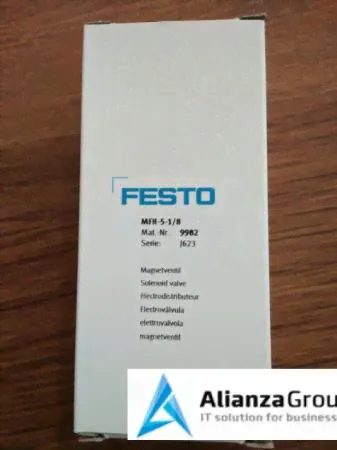 FESTO
MFH-5-1/8
Mat.-Nr. 9982
Serie: J623
Magnetventil
Solenoid valve
Electrodistributeur
Electroválvula
elettrovalvola
magnetventil
AlianzaGrou
IT solution for business